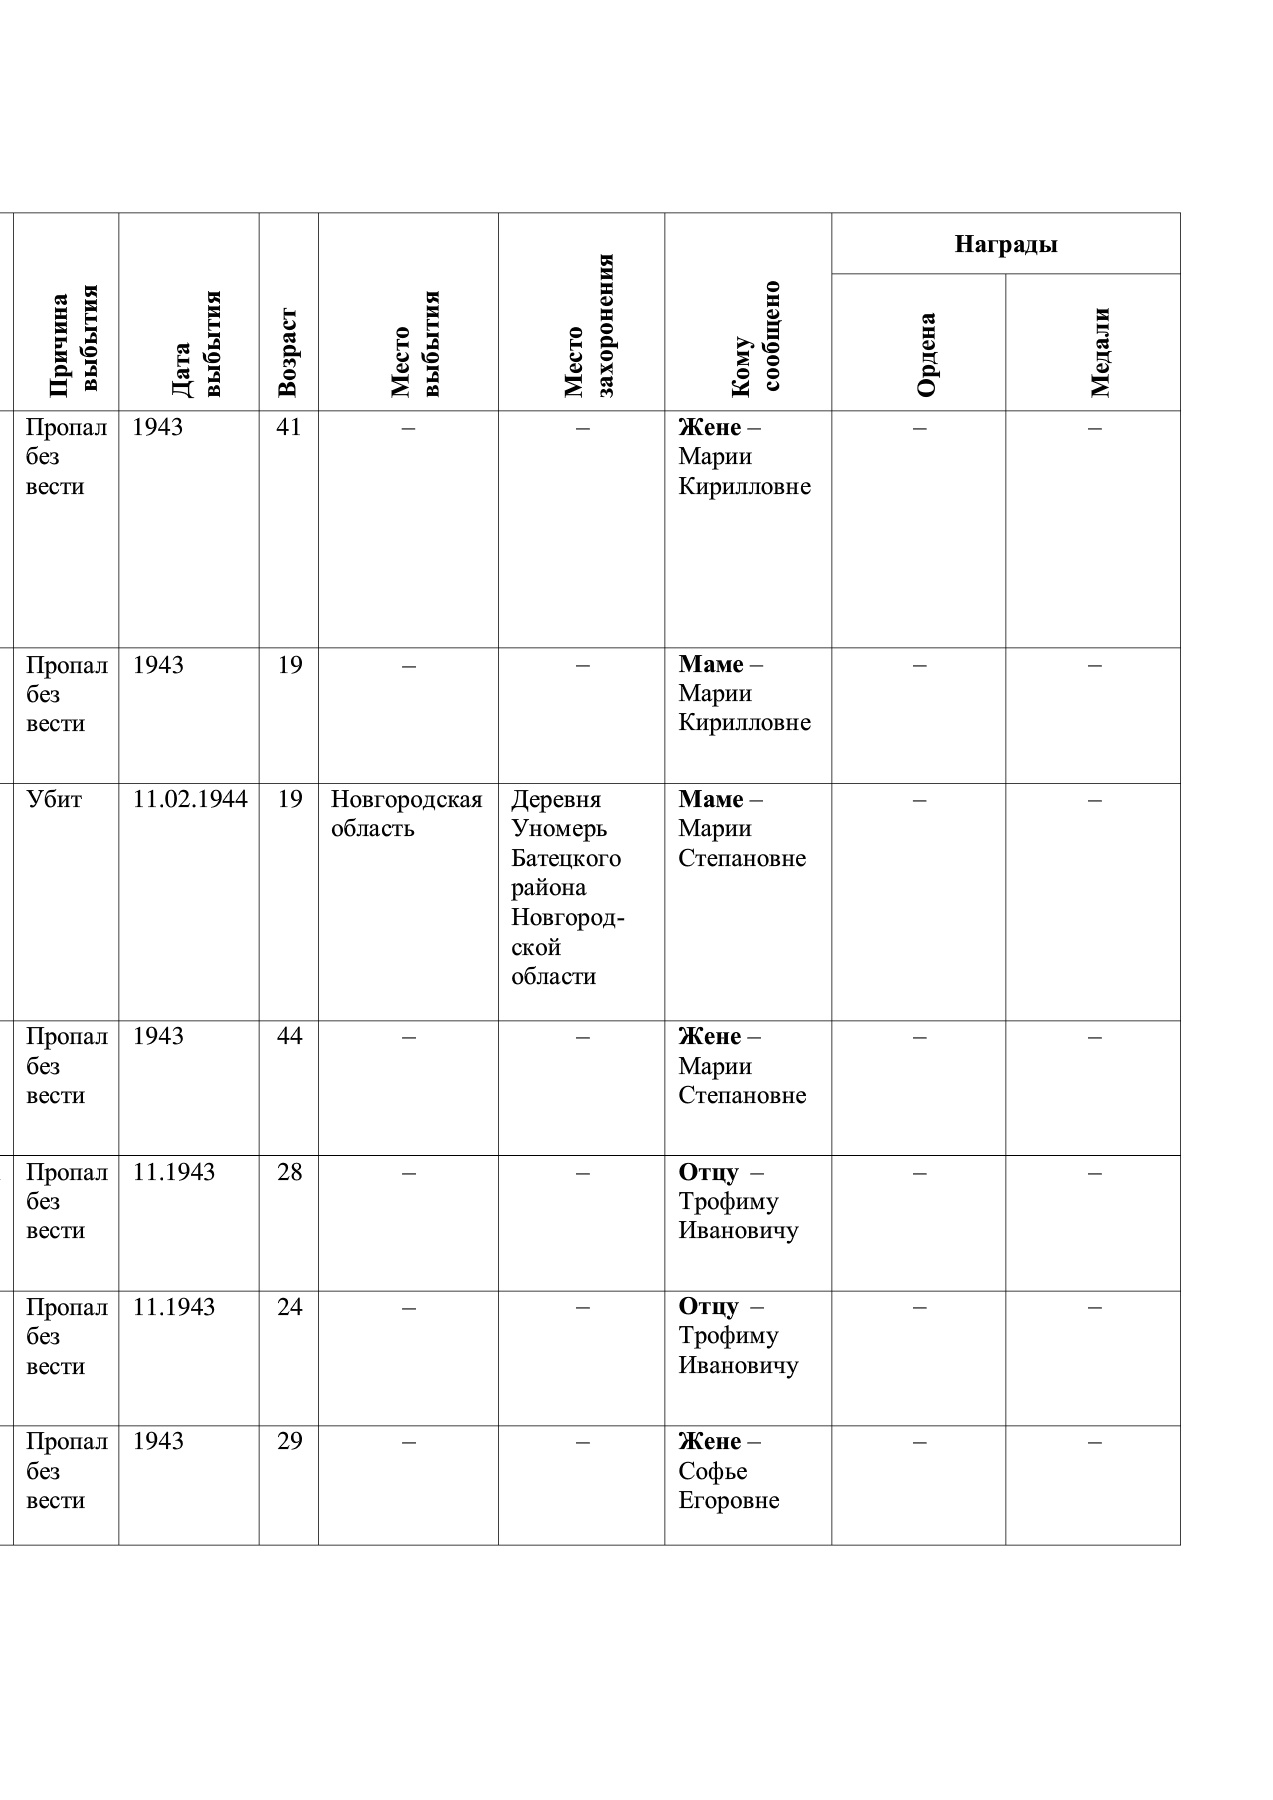 Причина
выбытия
Дата
выбытия
Возраст
Место
выбытия
Место
захоронения
Кому
сообщено
Награды
Ордена
Медали
Пропал
без
вести
1943
41
–
–
Жене –
Марии
Кирилловне
–
–
Пропал
без
вести
1943
19
–
–
Маме –
Марии
Кирилловне
–
–
Убит
11.02.1944
19
Новгородская
область
Деревня
Уномерь
Батецкого
района
Новгород-
ской
области
Маме –
Марии
Степановне
–
–
Пропал
без
вести
1943
44
–
–
Жене –
Марии
Степановне
–
–
Пропал
без
вести
11.1943
28
–
–
Отцу –
Трофиму
Ивановичу
–
–
Пропал
без
вести
11.1943
24
–
–
Отцу –
Трофиму
Ивановичу
–
–
Пропал
без
вести
1943
29
–
–
Жене –
Софье
Егоровне
–
–